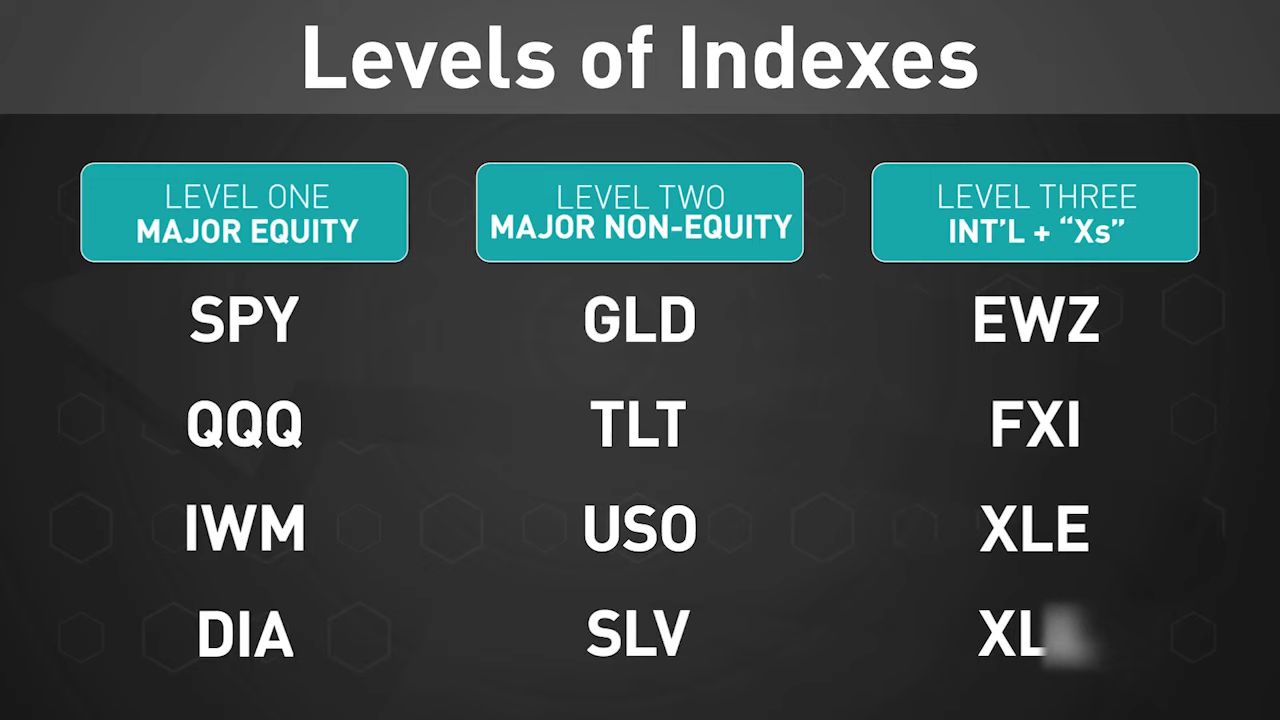 Levels of Indexes
LEVEL ONE
MAJOR EQUITY
SPY
QQQ
IWM
DIA
LEVEL TWO
MAJOR NON-EQUITY
GLD
TLT
USO
SLV
LEVEL THREE
INT'L + “Xs”
EWZ
FXI
XLE